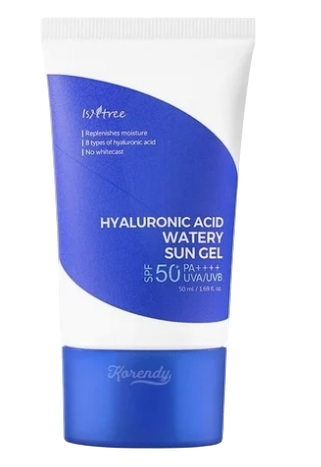 Isntree
| Replenishes moisture
| 8 types of hyaluronic acid
| No whitecast
HYALURONIC ACID
WATERY
SUN GEL
SPF 50+ PA++++
UVA/UVB
50 ml / 1.69 fl. oz
Korendy